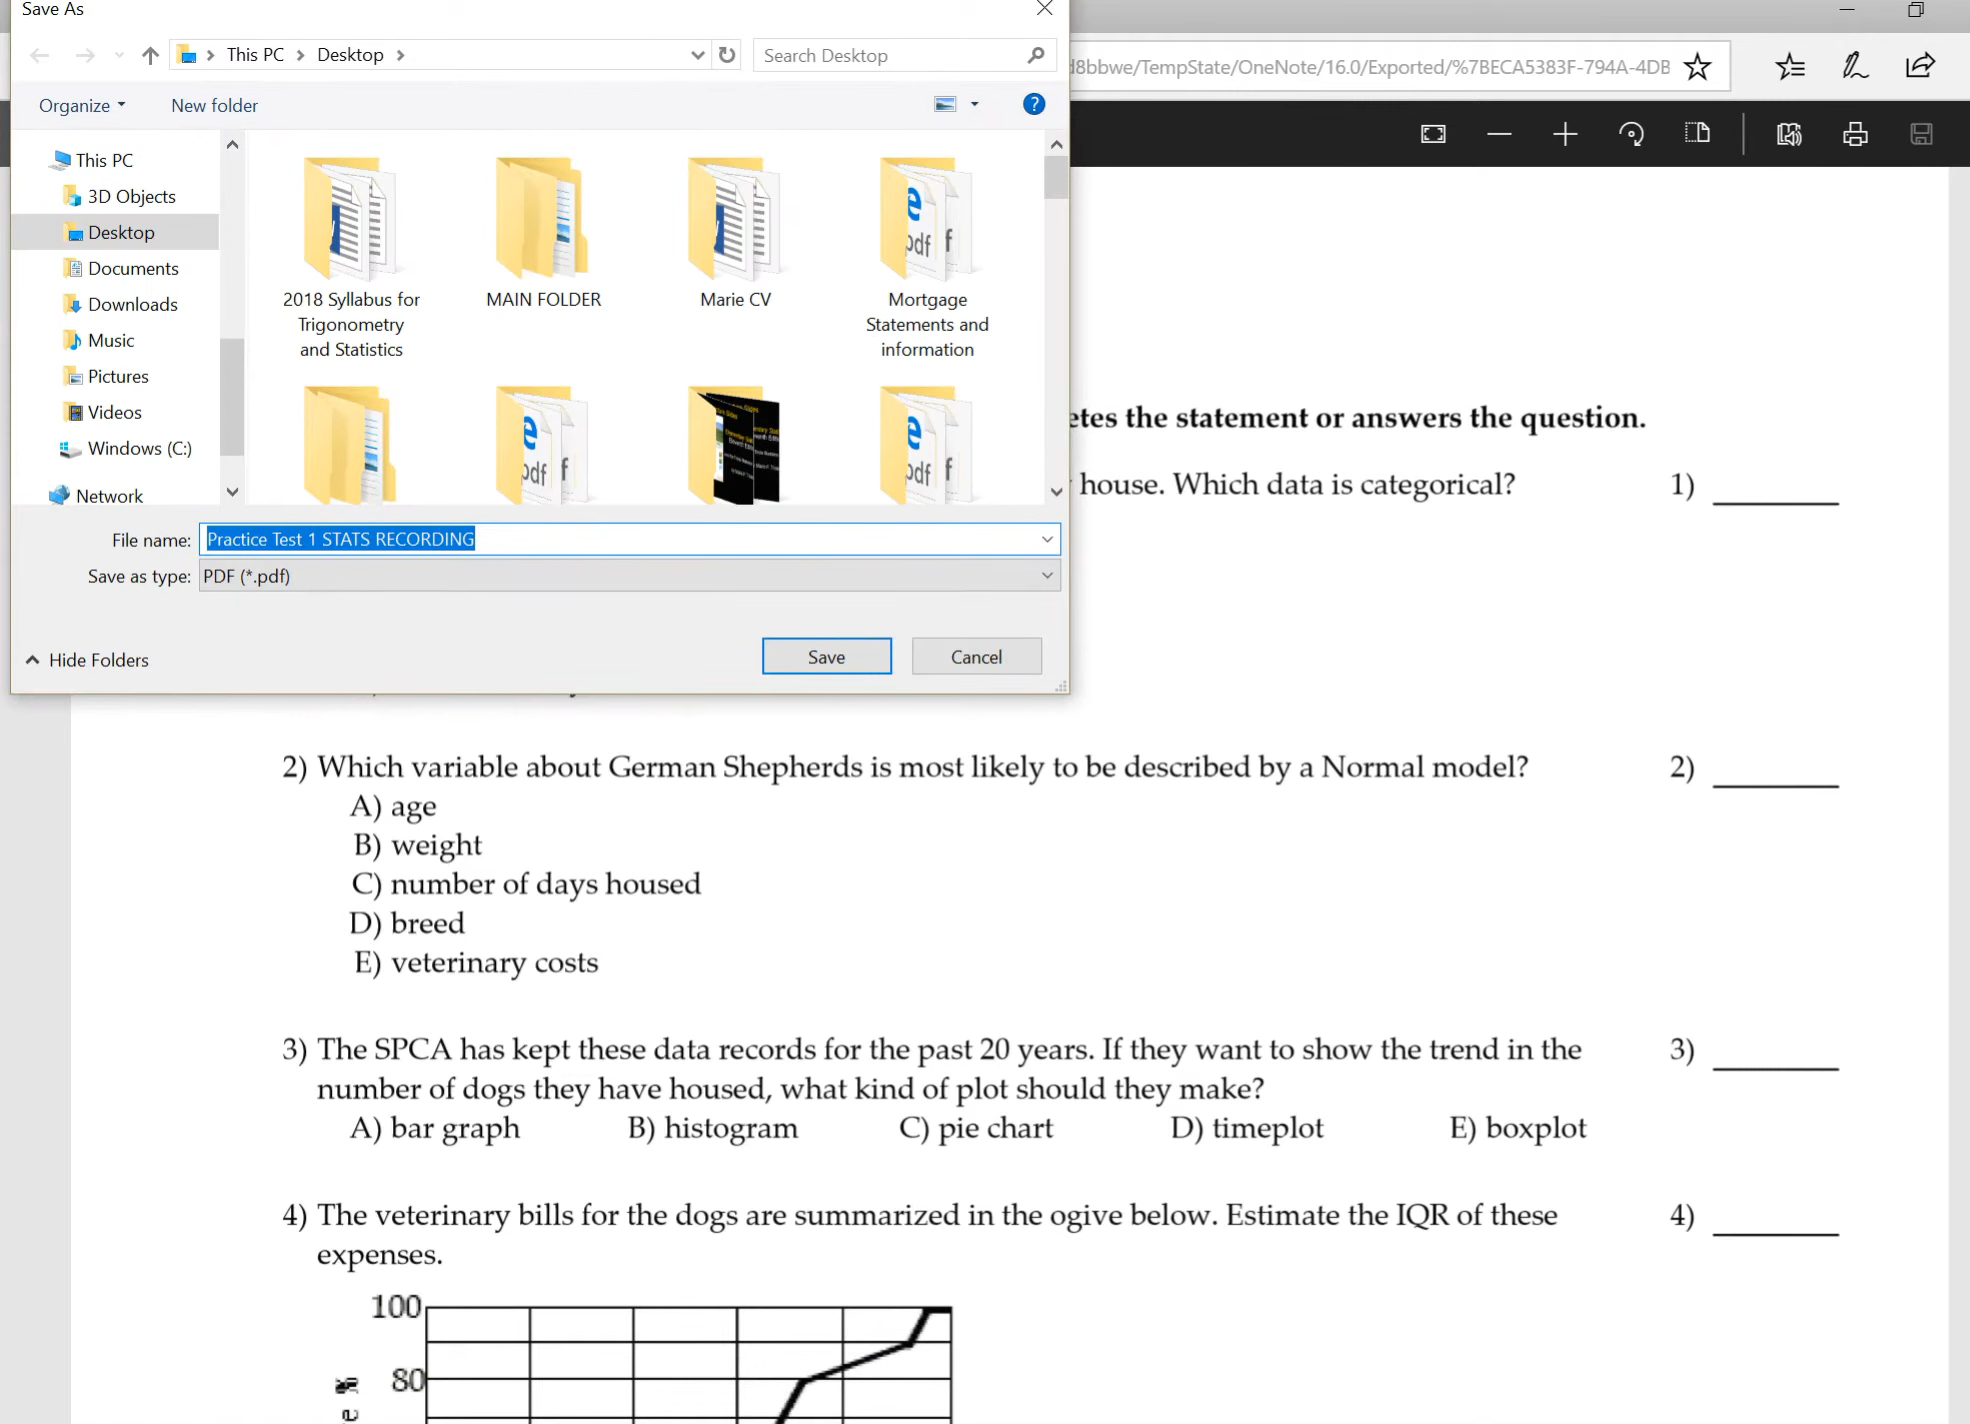 Save As
This PC > Desktop >
Search Desktop
d8bbwe/TempState/OneNote/16.0/Exported/%7BECA5383F-794A-4DB
Organize
New folder
?
This PC
3D Objects
Desktop
Documents
Downloads
Music
Pictures
Videos
Windows (C:)
Network
2018 Syllabus for
Trigonometry
and Statistics
MAIN FOLDER
Marie CV
Mortgage
Statements and
information
File name: Practice Test 1 STATS RECORDING
Save as type: PDF (*.pdf)
Hide Folders
Save
Cancel
etes the statement or answers the question.
house. Which data is categorical? 1)
2) Which variable about German Shepherds is most likely to be described by a Normal model? 2)
A) age
B) weight
C) number of days housed
D) breed
E) veterinary costs
3) The SPCA has kept these data records for the past 20 years. If they want to show the trend in the 3)
number of dogs they have housed, what kind of plot should they make?
A) bar graph B) histogram C) pie chart D) timeplot E) boxplot
4) The veterinary bills for the dogs are summarized in the ogive below. Estimate the IQR of these 4)
expenses.
100
80